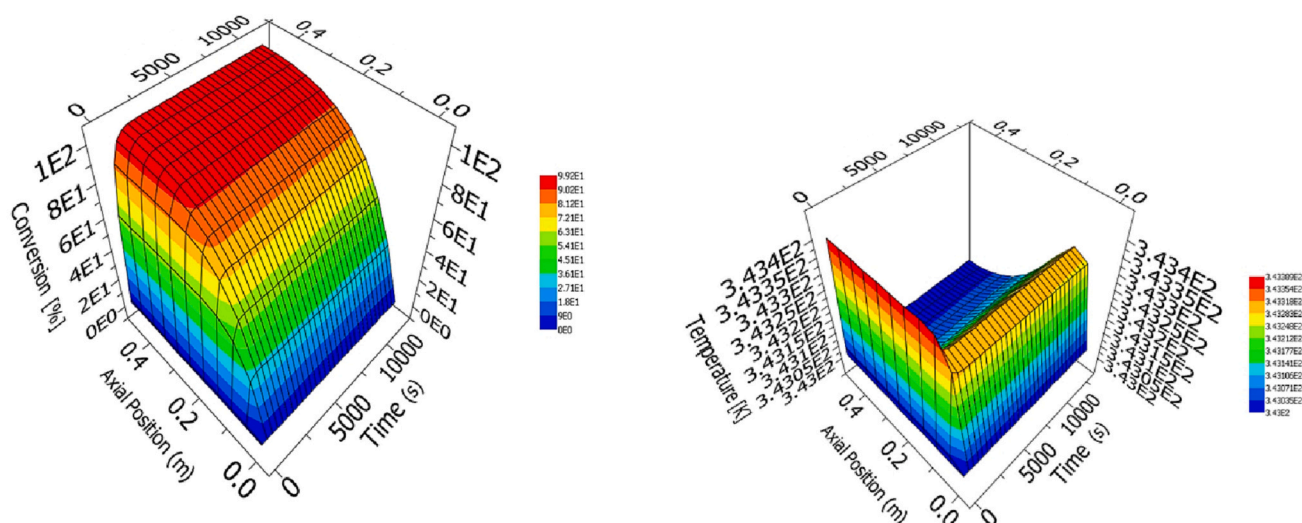 0
5000
10000
0.4
0.2
0.0
1E2
8E1
6E1
4E1
2E1
0E0
Conversion [%]
1E2
8E1
6E1
4E1
2E1
0E0
0.4
0.2
0.0
Axial Position (m)
0
5000
10000
Time (s)
9.92E1
9.02E1
8.12E1
7.21E1
6.31E1
5.41E1
4.51E1
3.61E1
2.71E1
1.8E1
9E0
0E0
0
5000
10000
0.4
0.2
0.0
3.434E2
3.4335E2
3.433E2
3.4325E2
3.432E2
3.4315E2
3.431E2
3.4305E2
3.43E2
Temperature [K]
3.434E2
0.4
0.2
0.0
Axial Position (m)
0
5000
10000
Time (s)
3.43389E2
3.43354E2
3.43318E2
3.43283E2
3.43248E2
3.43212E2
3.43177E2
3.43141E2
3.43106E2
3.43071E2
3.43035E2
3.43E2